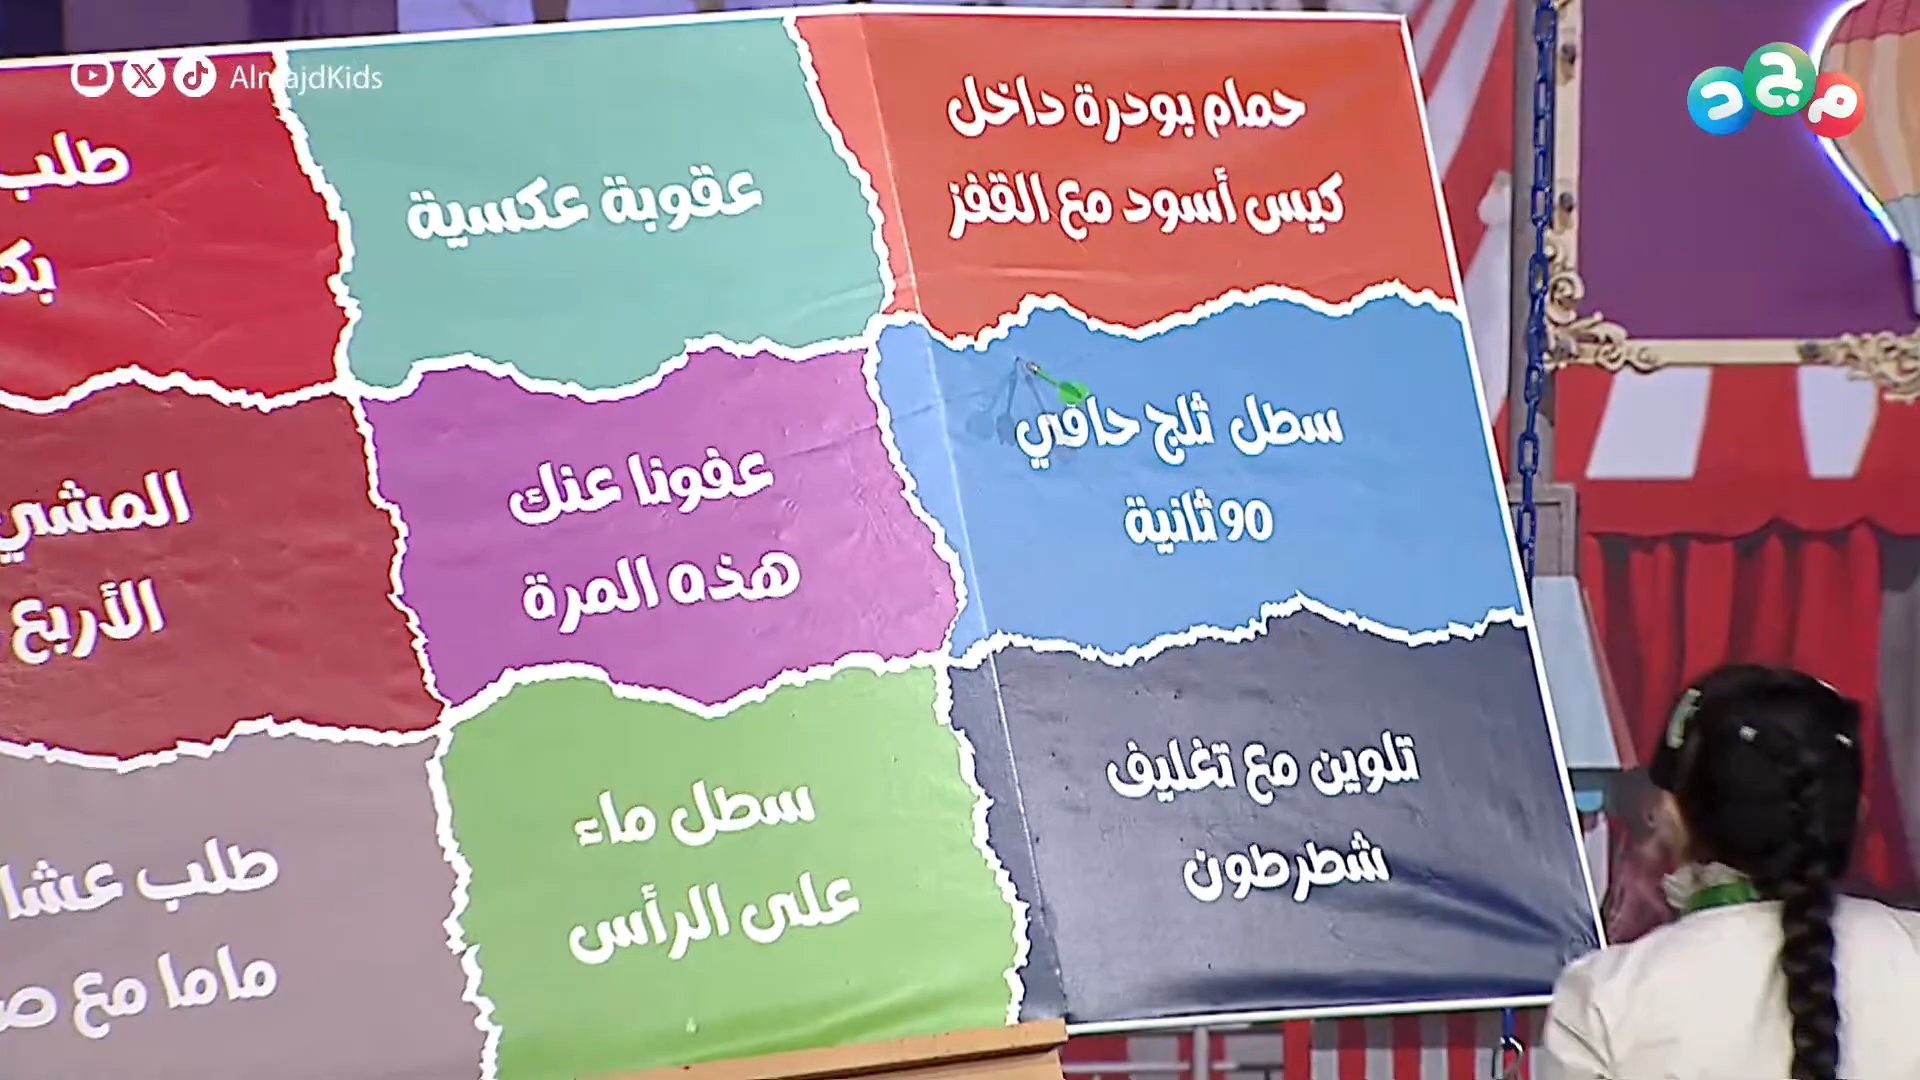 AlmajdKids
مجد
حمام بودرة داخل
كيس أسود مع القفز
عقوبة عكسية
طلب
سطل ثلج حافي
90 ثانية
عفونا عنك
هذه المرة
المشي
الأربع
تلوين مع تغليف
شطرطون
سطل ماء
على الرأس
طلب عشا
ماما مع